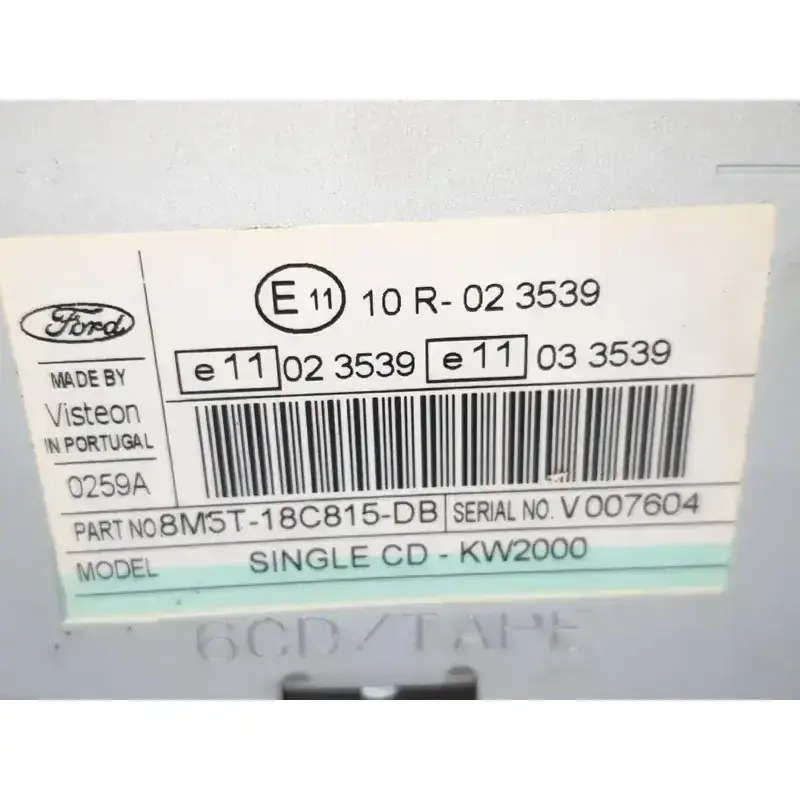 E 11 10 R- 02 3539
Ford
e 11 02 3539 e 11 03 3539
MADE BY
Visteon
IN PORTUGAL
0259A
PART NO. 8M5T-18C815-DB SERIAL NO. V 007604
MODEL SINGLE CD - KW2000
6CD/TAPE